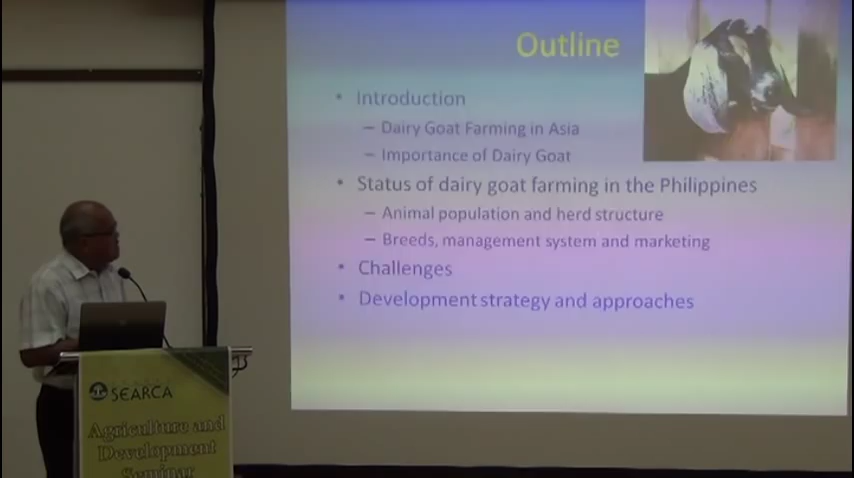 Outline
• Introduction
– Dairy Goat Farming in Asia
– Importance of Dairy Goat
• Status of dairy goat farming in the Philippines
– Animal population and herd structure
– Breeds, management system and marketing
• Challenges
• Development strategy and approaches
SEARCA
Agriculture and
Development
Seminar